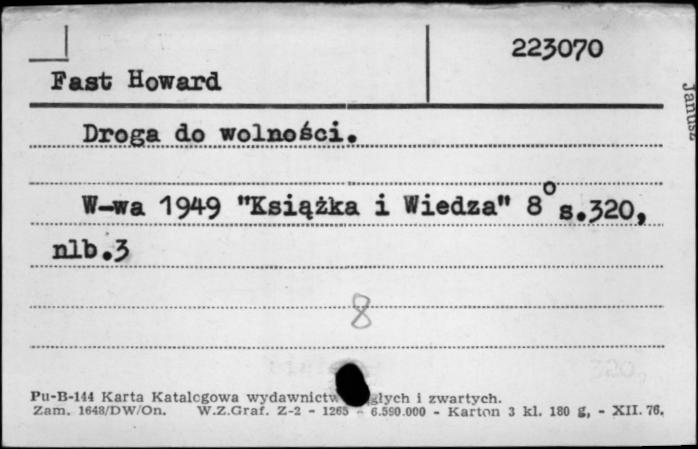 223070
Fast Howard
Droga do wolności.
W-wa 1949 "Książka i Wiedza" 8° s.320,
nlb.3
8
Pu-B-144 Karta Katalogowa wydawnictw i zwartych.
Zam. 1648/DW/On. W.Z.Graf. Z-2 - 1265 - 6.590.000 - Karton 3 kl. 180 g, - XII. 76.
Janusz
320,